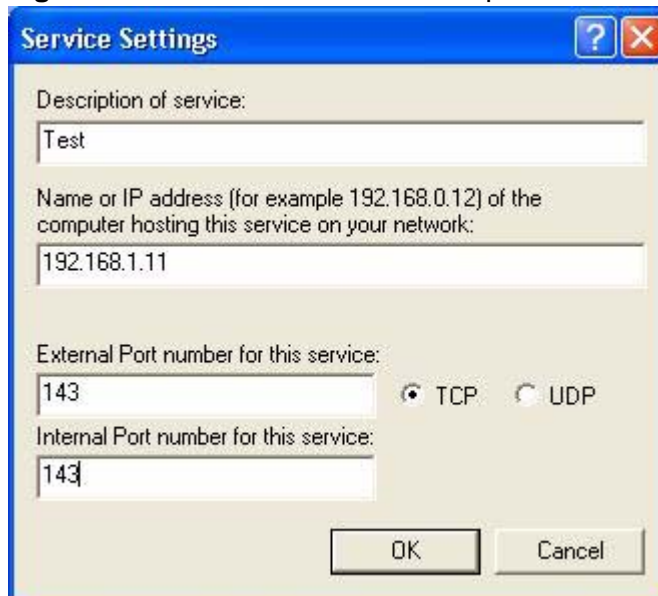 Service Settings
Description of service:
Test
Name or IP address (for example 192.168.0.12) of the
computer hosting this service on your network:
192.168.1.11
External Port number for this service:
143
TCP
UDP
Internal Port number for this service:
143
OK
Cancel